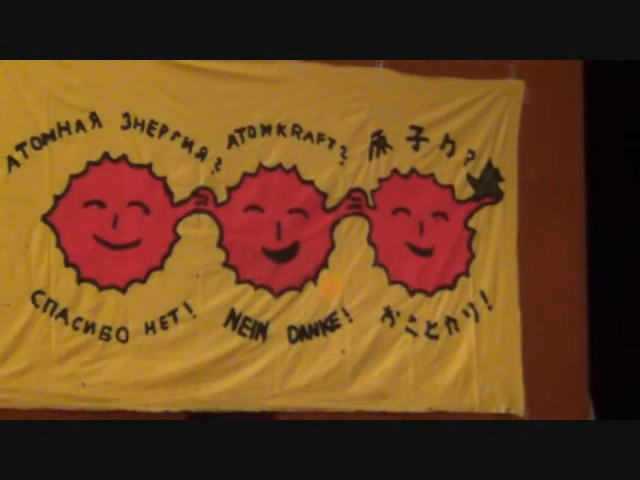 АТОМНАЯ ЭНЕРГИЯ?
СПАСИБО НЕТ!
ATOMKRAFT?
NEIN DANKE!
原子力?
おことわり!